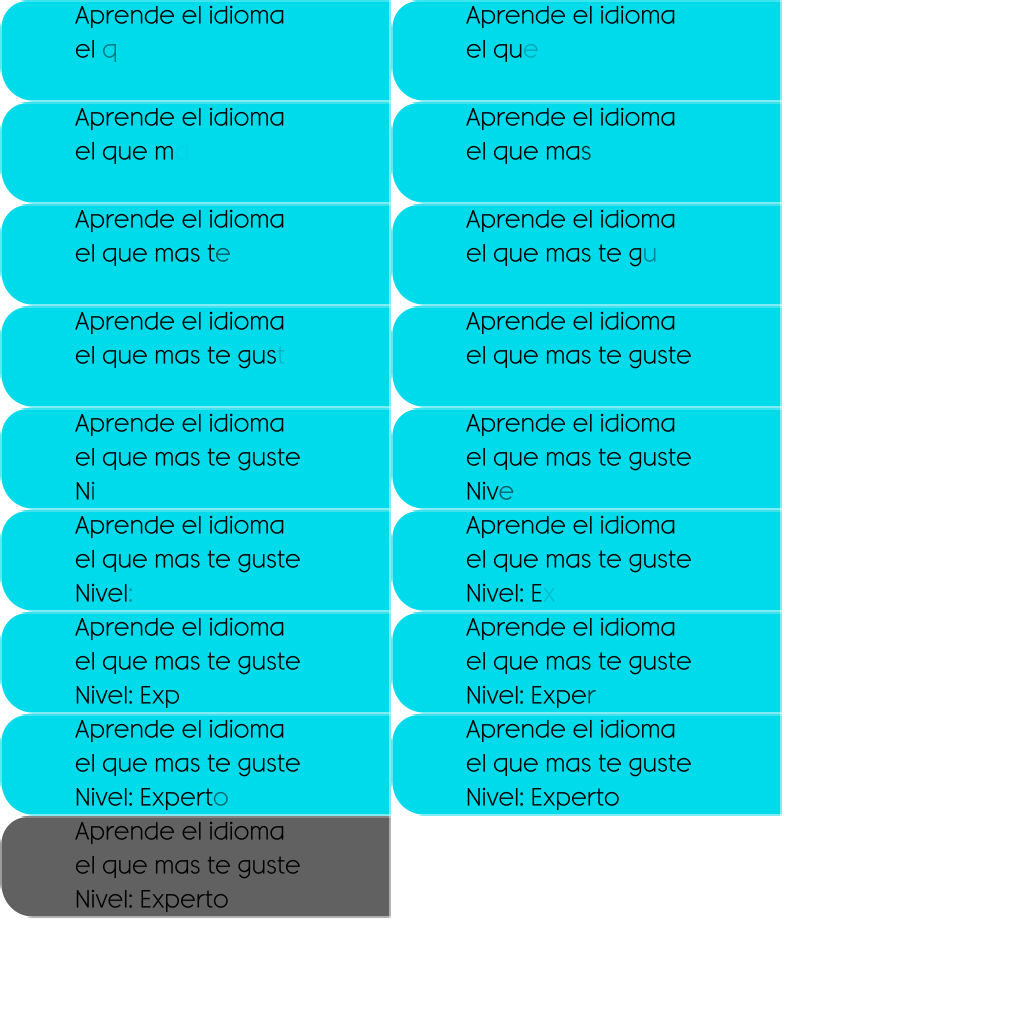 Aprende el idioma
el q
Aprende el idioma
el que
Aprende el idioma
el que m
Aprende el idioma
el que mas
Aprende el idioma
el que mas te
Aprende el idioma
el que mas te gu
Aprende el idioma
el que mas te gust
Aprende el idioma
el que mas te guste
Aprende el idioma
el que mas te guste
Ni
Aprende el idioma
el que mas te guste
Nive
Aprende el idioma
el que mas te guste
Nivel:
Aprende el idioma
el que mas te guste
Nivel: Ex
Aprende el idioma
el que mas te guste
Nivel: Exp
Aprende el idioma
el que mas te guste
Nivel: Exper
Aprende el idioma
el que mas te guste
Nivel: Experto
Aprende el idioma
el que mas te guste
Nivel: Experto
Aprende el idioma
el que mas te guste
Nivel: Experto